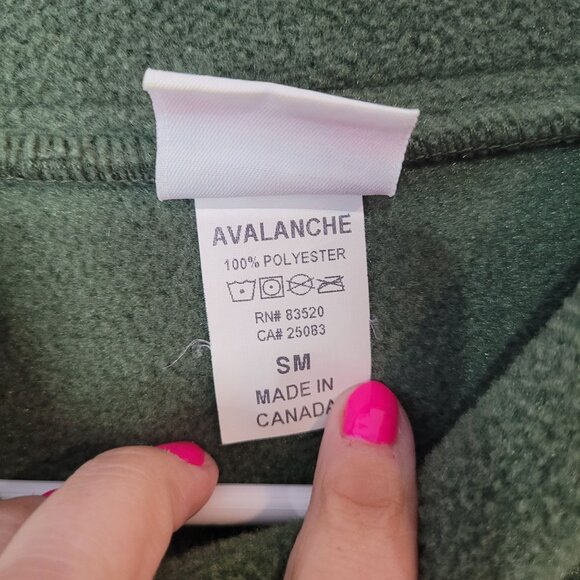 AVALANCHE
100% POLYESTER
RN# 83520
CA# 25083
SM
MADE IN
CANADA